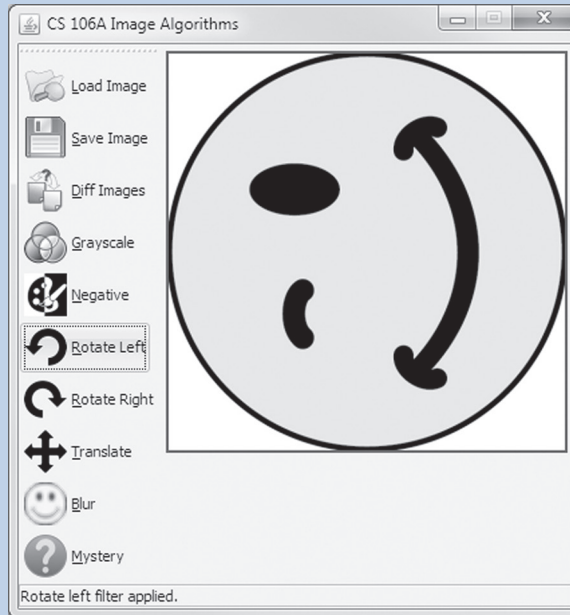 CS 106A Image Algorithms
Load Image
Save Image
Diff Images
Grayscale
Negative
Rotate Left
Rotate Right
Translate
Blur
Mystery
Rotate left filter applied.